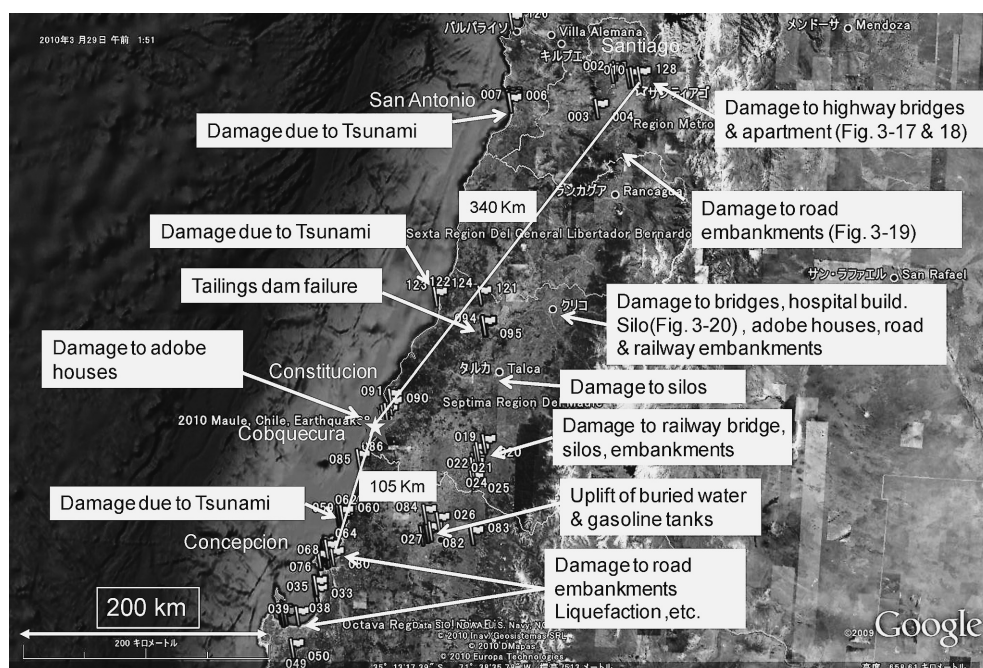 126
2010年3月29日 午前 1:51
バルパライソ
Villa Alemana
キルプエ
メンドーサ Mendoza
Santiago
002
010
128
サンティアゴ
San Antonio
007 006
003
004
Region Metro
Damage due to Tsunami
Damage to highway bridges
& apartment (Fig. 3-17 & 18)
ランカグア Rancagua
340 Km
Damage to road
embankments (Fig. 3-19)
Damage due to Tsunami
Sexta Region Del General Libertador Bernardo
サン・ラファエル San Rafael
123 122 124 121
Tailings dam failure
クリコ
Damage to bridges, hospital build.
Silo(Fig. 3-20) , adobe houses, road
& railway embankments
094
095
Damage to adobe
houses
Constitucion
タルカ Talca
Damage to silos
091
090
Septima Region Del Maule
2010 Maule, Chile, Earthquake
Cobquecura
Damage to railway bridge,
silos, embankments
019
020
086
085
022 021
024
025
105 Km
Damage due to Tsunami
059 062 060
084 026
027 082 083
Uplift of buried water
& gasoline tanks
064
Concepcion
068
076
080
Damage to road
embankments
Liquefaction ,etc.
035
033
039 038
200 km
200 キロメートル
Octava Reg
Data SIO, NOAA, U.S. Navy, NG
© 2010 Inav/Geosistemas SRL
© 2010 DMapas
© 2010 Europa Technologies
©2009 Google
050
049